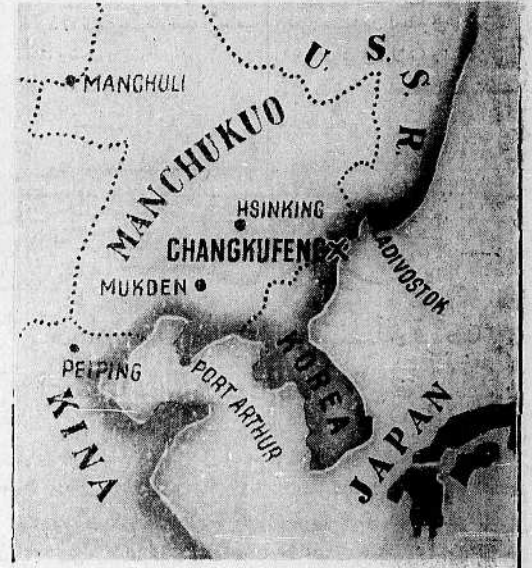 U. S. S. R.
MANCHULI
MANCHUKUO
HSINKING
CHANGKUFENG
ADIVOSTOK
MUKDEN
PEIPING
PORT ARTHUR
KOREA
KINA
JAPAN